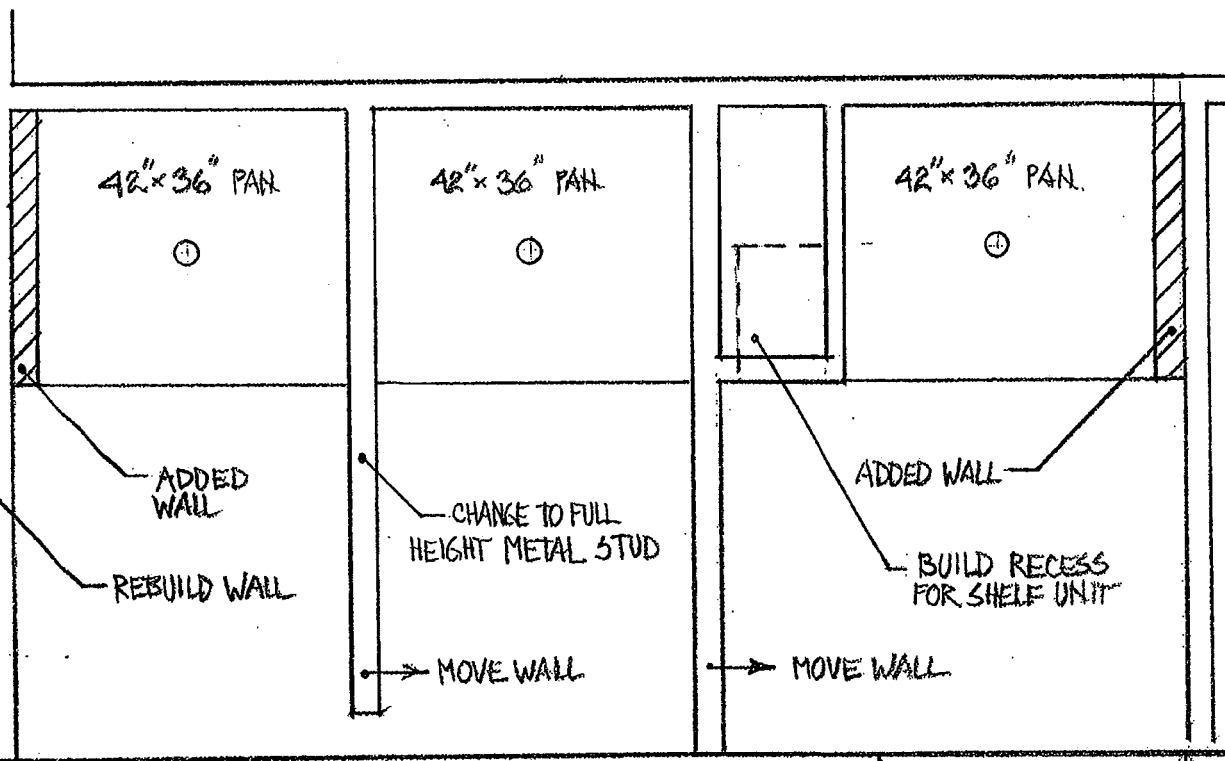 42"x36" PAN.
42"x36" PAN.
42"x36" PAN.
ADDED
WALL
CHANGE TO FULL
HEIGHT METAL STUD
ADDED WALL
REBUILD WALL
BUILD RECESS
FOR SHELF UNIT
MOVE WALL
MOVE WALL